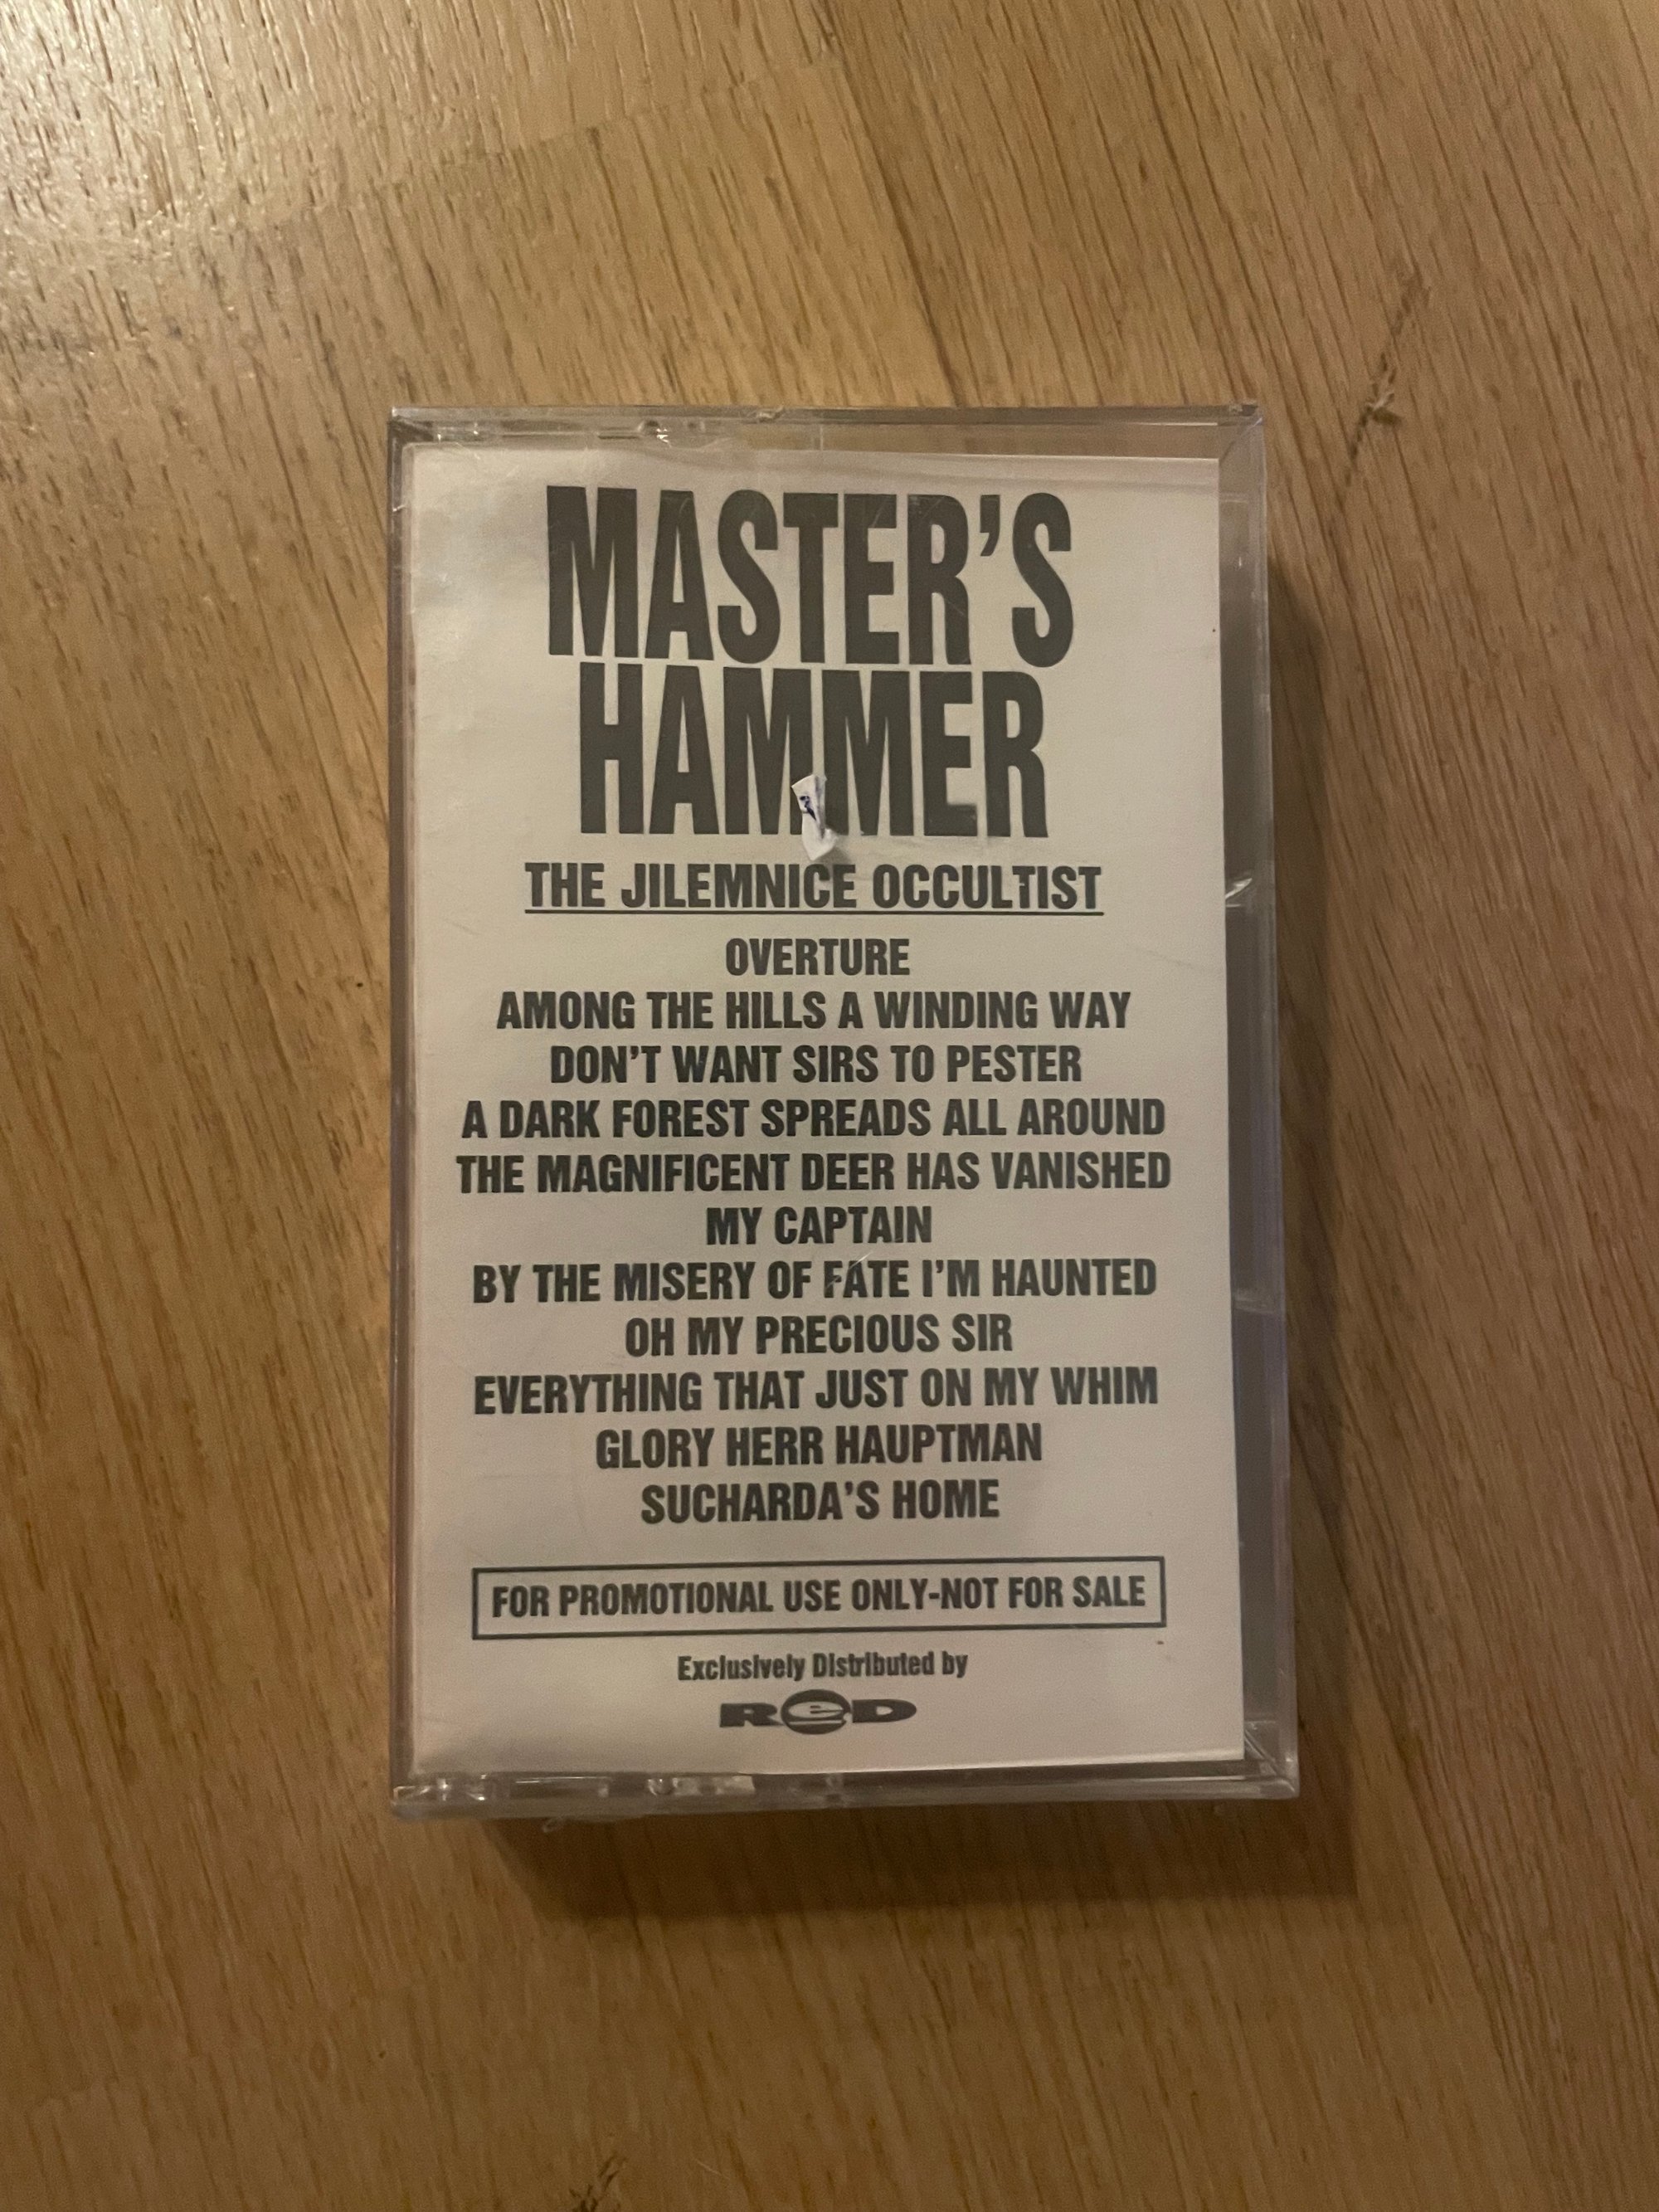 MASTER'S
HAMMER
THE JILEMNICE OCCULTIST
OVERTURE
AMONG THE HILLS A WINDING WAY
DON'T WANT SIRS TO PESTER
A DARK FOREST SPREADS ALL AROUND
THE MAGNIFICENT DEER HAS VANISHED
MY CAPTAIN
BY THE MISERY OF FATE I'M HAUNTED
OH MY PRECIOUS SIR
EVERYTHING THAT JUST ON MY WHIM
GLORY HERR HAUPTMAN
SUCHARDA'S HOME
FOR PROMOTIONAL USE ONLY-NOT FOR SALE
Exclusively Distributed by
ReD